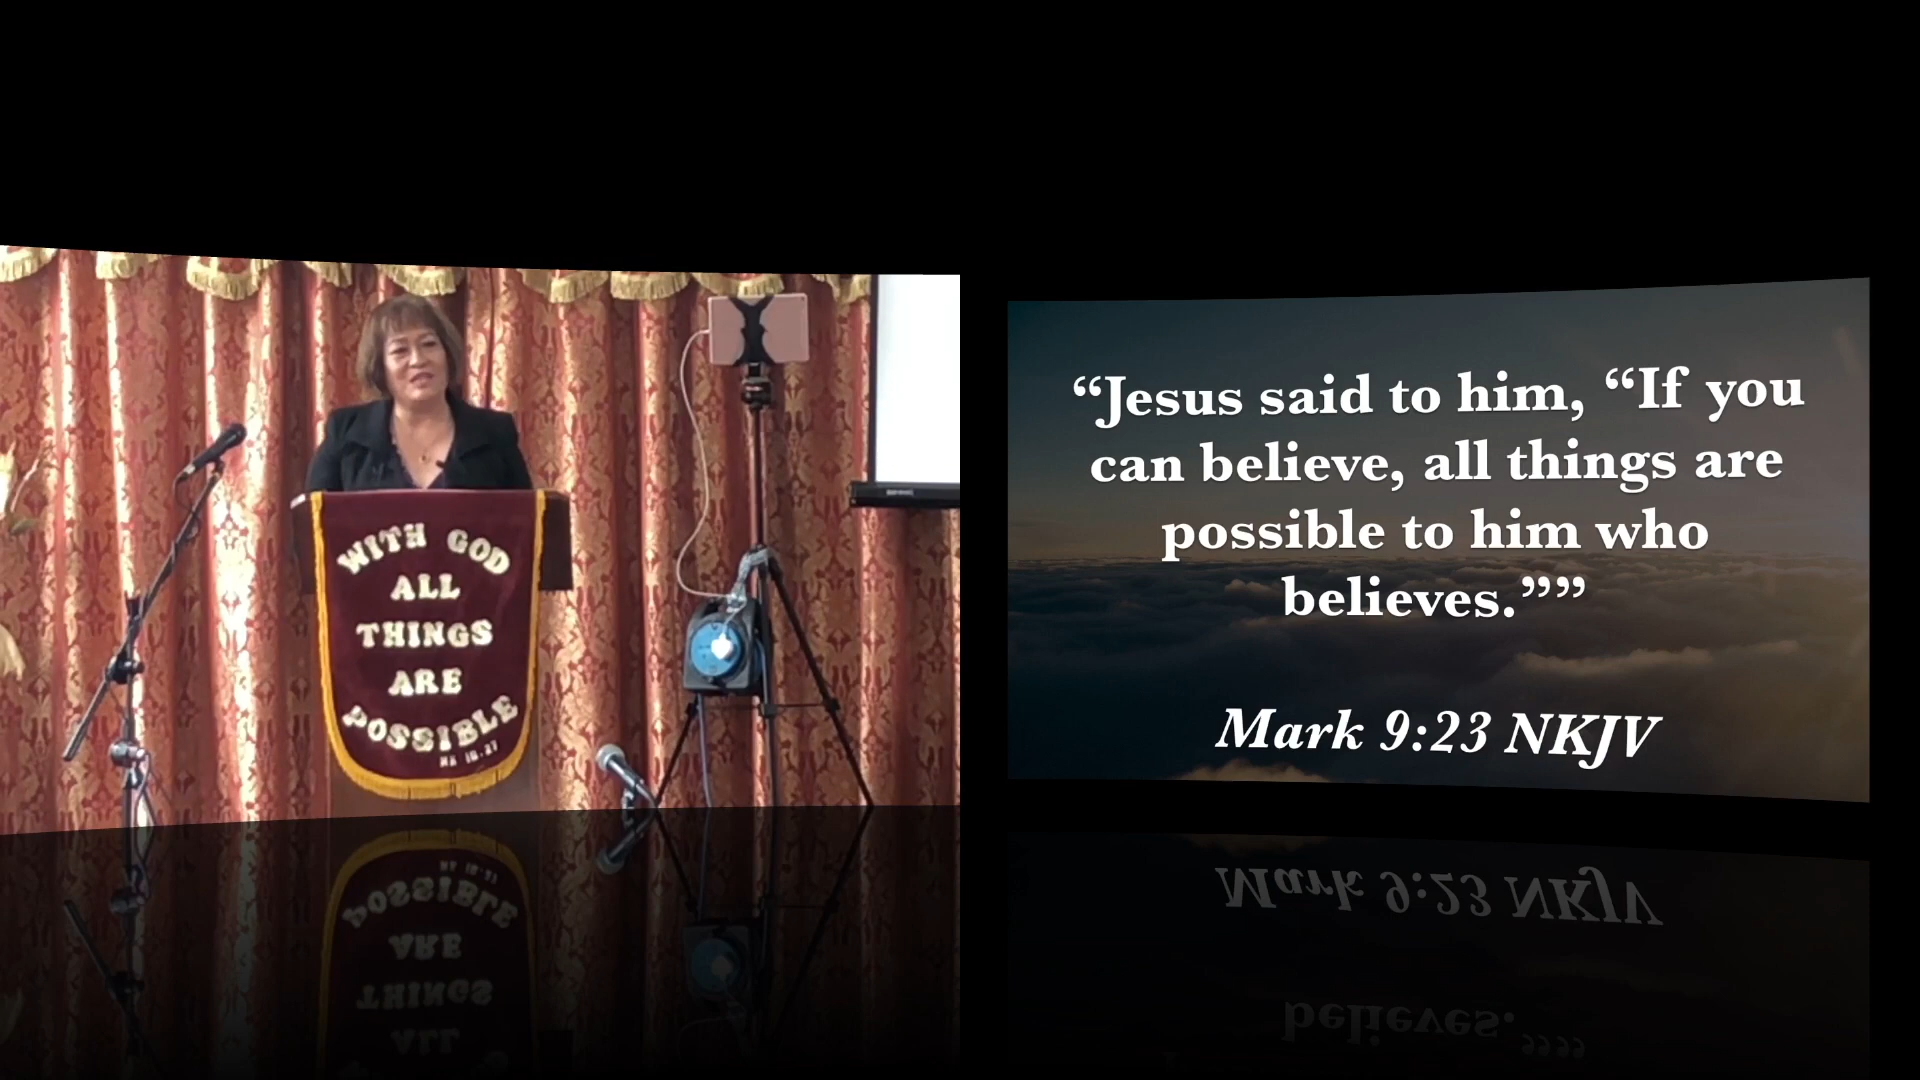 WITH GOD
ALL
THINGS
ARE
POSSIBLE
“Jesus said to him, “If you
can believe, all things are
possible to him who
believes.””
Mark 9:23 NKJV